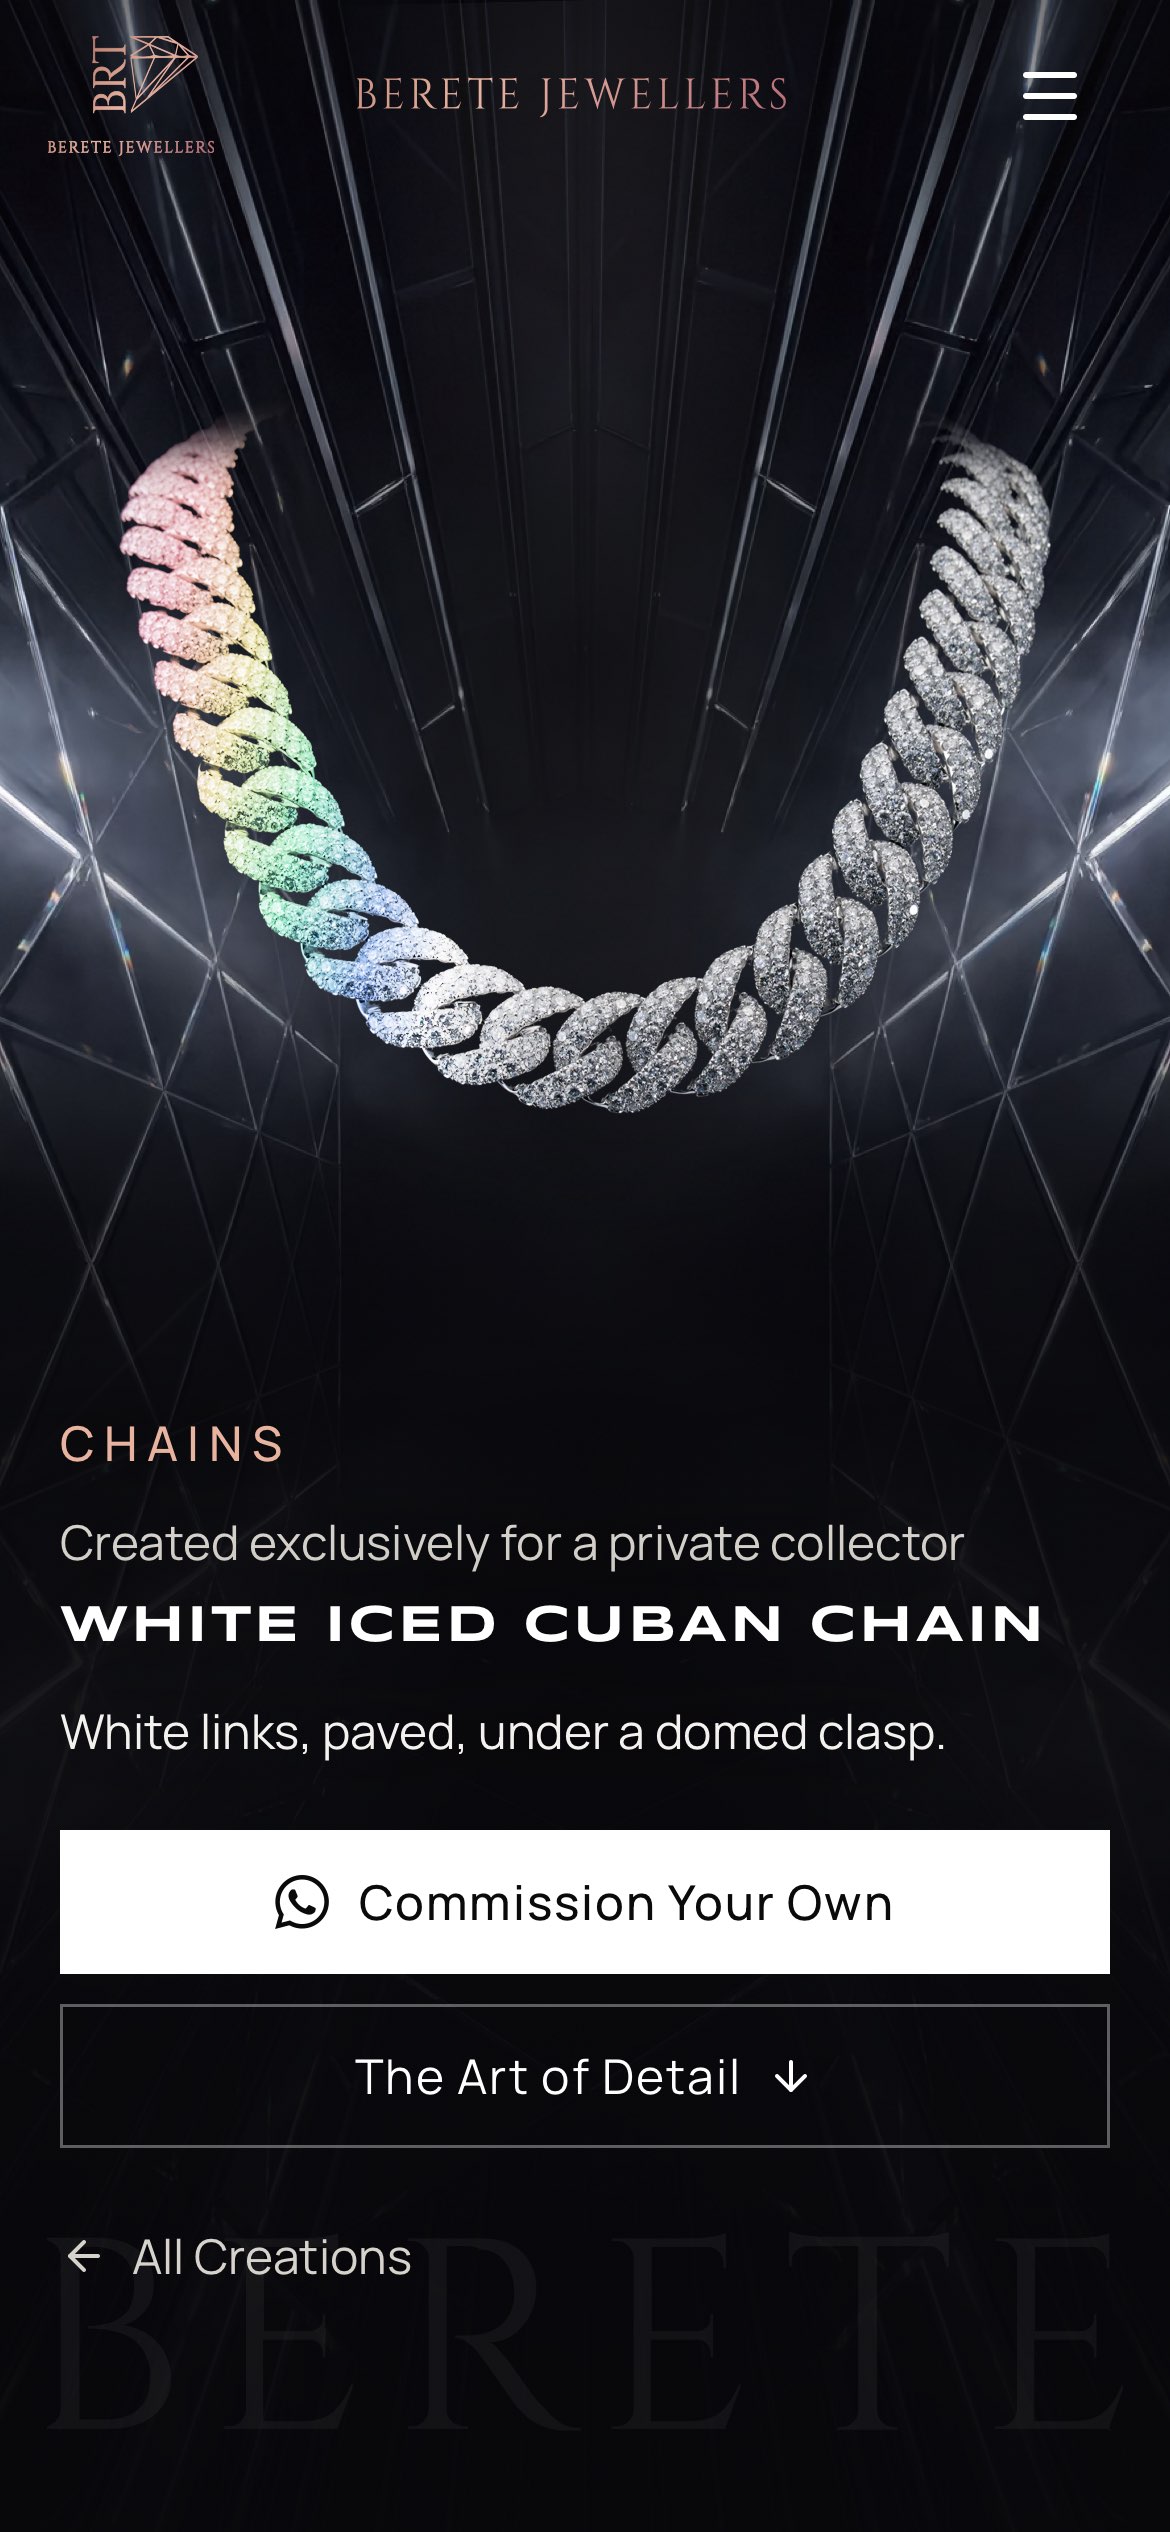 BRT
BERETE JEWELLERS
BERETE JEWELLERS
CHAINS
Created exclusively for a private collector
WHITE ICED CUBAN CHAIN
White links, paved, under a domed clasp.
Commission Your Own
The Art of Detail ↓
← All Creations
BERETE